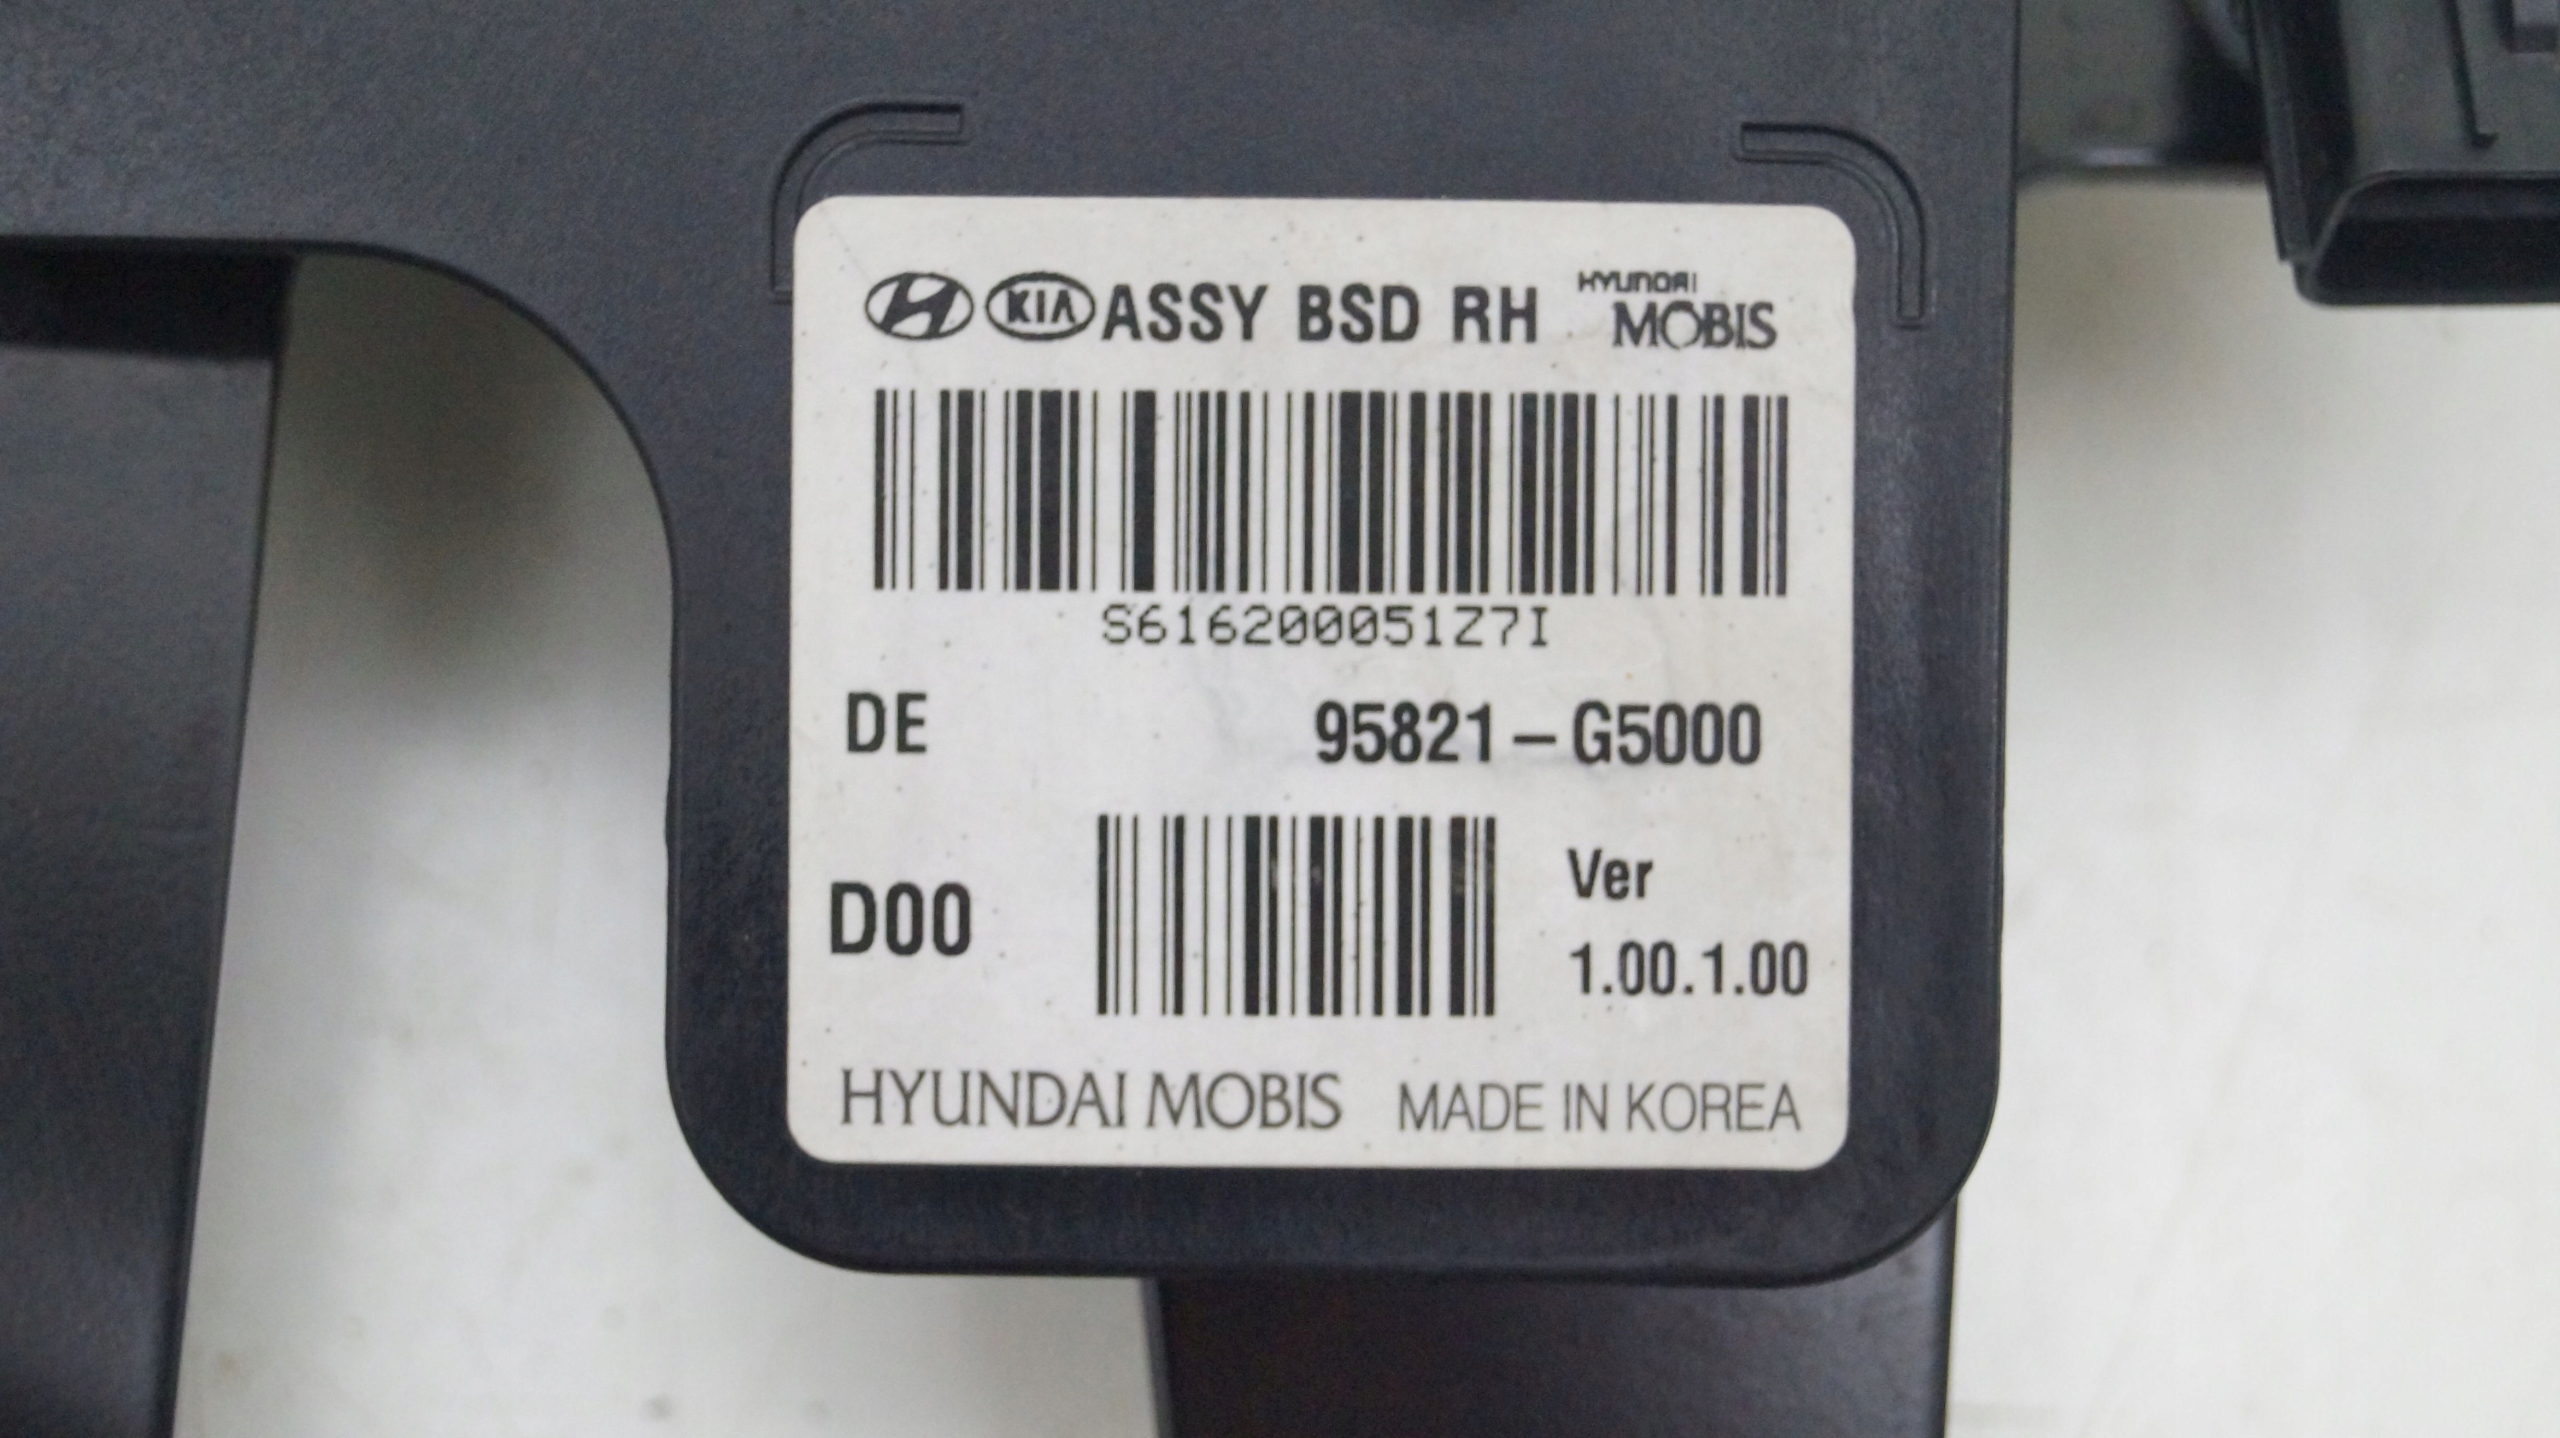 KIA ASSY BSD RH HYUNDAI MOBIS
S616200051Z7I
DE 95821-G5000
D00 Ver
1.00.1.00
HYUNDAI MOBIS MADE IN KOREA